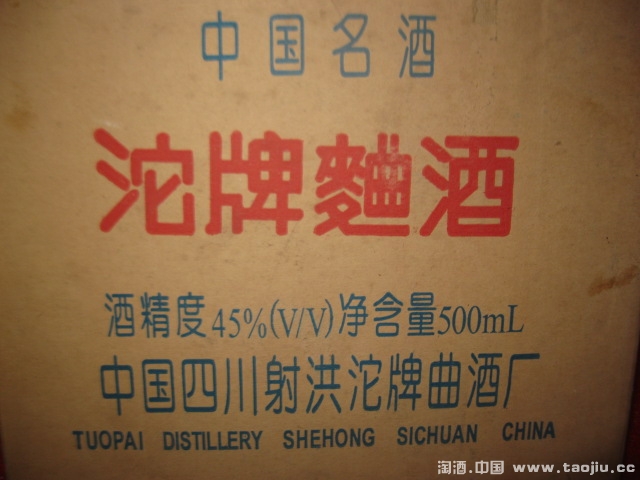 中国名酒
沱牌麯酒
酒精度45%(V/V)净含量500mL
中国四川射洪沱牌曲酒厂
TUOPAI DISTILLERY SHEHONG SICHUAN CHINA
淘酒.中国 www.taojiu.cc